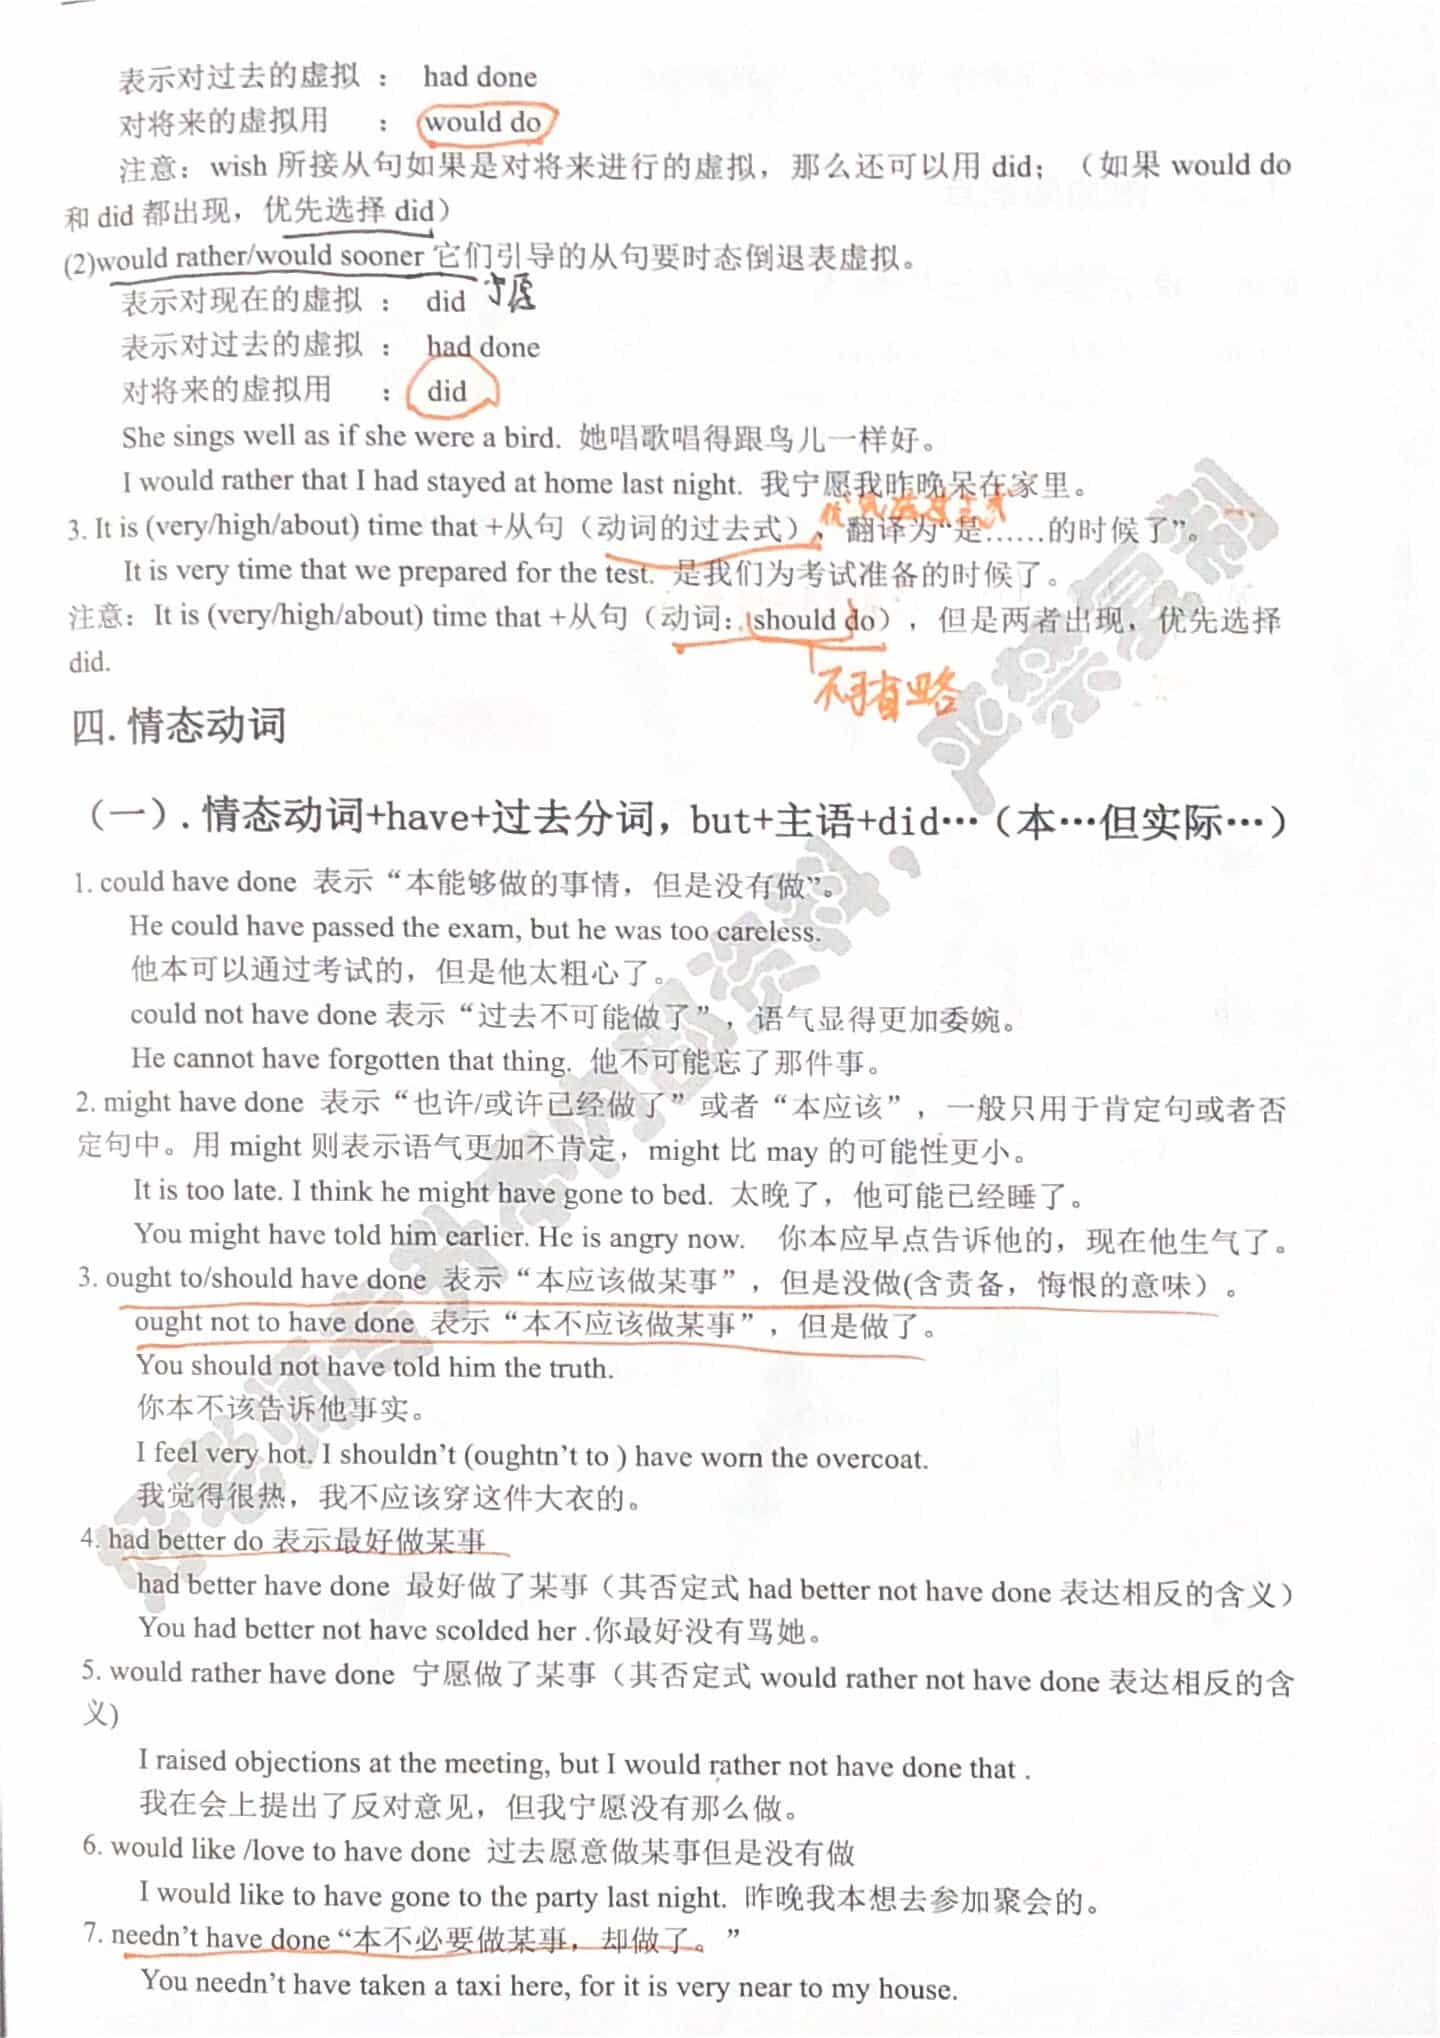 表示对过去的虚拟 ： had done
对将来的虚拟用 ： would do
注意：wish 所接从句如果是对将来进行的虚拟，那么还可以用 did；（如果 would do
和 did 都出现，优先选择 did）
(2)would rather/would sooner 它们引导的从句要时态倒退表虚拟。
表示对现在的虚拟 ： did 宁愿
表示对过去的虚拟 ： had done
对将来的虚拟用 ： did
She sings well as if she were a bird. 她唱歌唱得跟鸟儿一样好。
I would rather that I had stayed at home last night. 我宁愿我昨晚呆在家里。
3. It is (very/high/about) time that +从句（动词的过去式），翻译为“是……的时候了”。
It is very time that we prepared for the test. 是我们为考试准备的时候了。
注意：It is (very/high/about) time that +从句（动词：should do），但是两者出现，优先选择
did.
不可省略
四. 情态动词
（一）. 情态动词+have+过去分词，but+主语+did…（本…但实际…）
1. could have done 表示“本能够做的事情，但是没有做”。
He could have passed the exam, but he was too careless.
他本可以通过考试的，但是他太粗心了。
could not have done 表示“过去不可能做了”，语气显得更加委婉。
He cannot have forgotten that thing. 他不可能忘了那件事。
2. might have done 表示“也许/或许已经做了”或者“本应该”，一般只用于肯定句或者否
定句中。用 might 则表示语气更加不肯定，might 比 may 的可能性更小。
It is too late. I think he might have gone to bed. 太晚了，他可能已经睡了。
You might have told him earlier. He is angry now. 你本应早点告诉他的，现在他生气了。
3. ought to/should have done 表示“本应该做某事”，但是没做(含责备，悔恨的意味）。
ought not to have done 表示“本不应该做某事”，但是做了。
You should not have told him the truth.
你本不该告诉他事实。
I feel very hot. I shouldn’t (oughtn’t to ) have worn the overcoat.
我觉得很热，我不应该穿这件大衣的。
4. had better do 表示最好做某事
had better have done 最好做了某事（其否定式 had better not have done 表达相反的含义）
You had better not have scolded her .你最好没有骂她。
5. would rather have done 宁愿做了某事（其否定式 would rather not have done 表达相反的含
义)
I raised objections at the meeting, but I would rather not have done that .
我在会上提出了反对意见，但我宁愿没有那么做。
6. would like /love to have done 过去愿意做某事但是没有做
I would like to have gone to the party last night. 昨晚我本想去参加聚会的。
7. needn’t have done “本不必要做某事，却做了。”
You needn’t have taken a taxi here, for it is very near to my house.
老师专升本内部资料，严禁复制